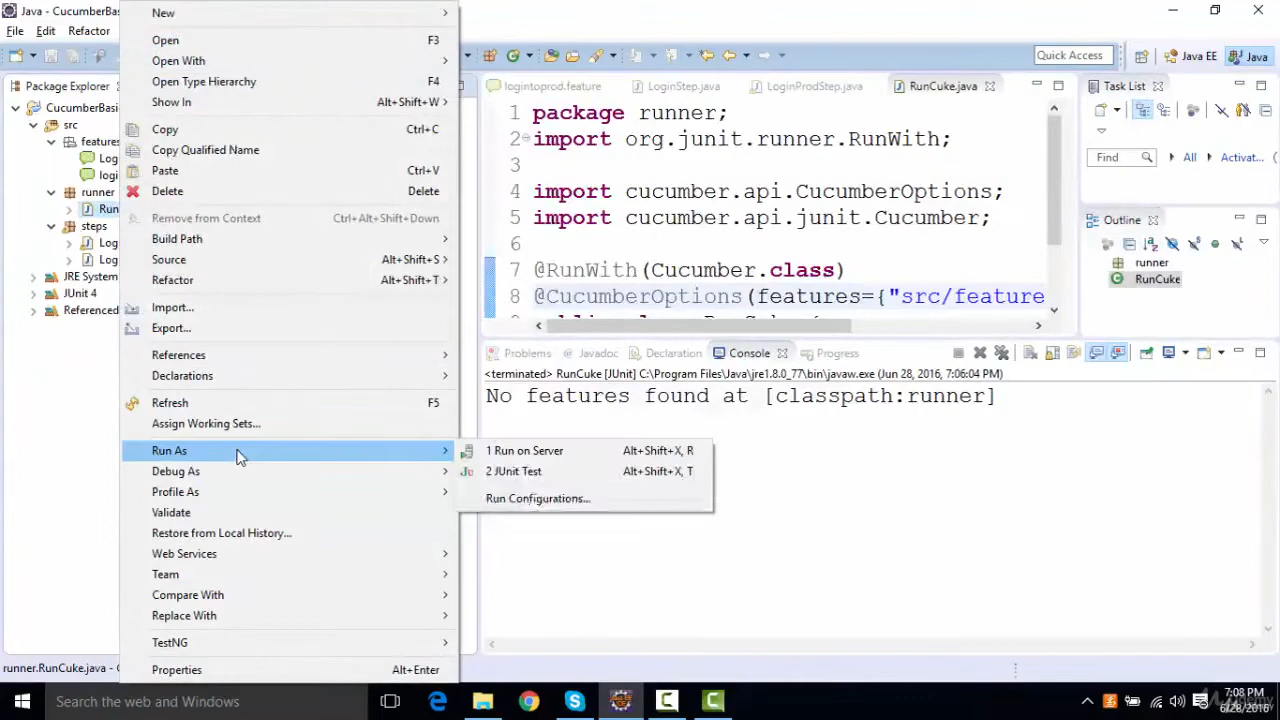 Java - CucumberBas
File Edit Refactor
Quick Access
Java EE
Java
Package Explorer
CucumberBasi
src
features
Log
logi
runner
Run
steps
Log
Log
JRE System
JUnit 4
Referenced
New
Open F3
Open With
Open Type Hierarchy F4
Show In Alt+Shift+W
Copy Ctrl+C
Copy Qualified Name
Paste Ctrl+V
Delete Delete
Remove from Context Ctrl+Alt+Shift+Down
Build Path
Source Alt+Shift+S
Refactor Alt+Shift+T
Import...
Export...
References
Declarations
Refresh F5
Assign Working Sets...
Run As
Debug As
Profile As
Validate
Restore from Local History...
Web Services
Team
Compare With
Replace With
TestNG
Properties Alt+Enter
1 Run on Server Alt+Shift+X, R
2 JUnit Test Alt+Shift+X, T
Run Configurations...
logintoprod.feature LoginStep.java LoginProdStep.java RunCuke.java
1 package runner;
2 import org.junit.runner.RunWith;
3
4 import cucumber.api.CucumberOptions;
5 import cucumber.api.junit.Cucumber;
6
7 @RunWith(Cucumber.class)
8 @CucumberOptions(features={"src/feature
Task List
Find All Activat...
Outline
runner
RunCuke
Problems Javadoc Declaration Console Progress
<terminated> RunCuke [JUnit] C:\Program Files\Java\jre1.8.0_77\bin\javaw.exe (Jun 28, 2016, 7:06:04 PM)
No features found at [classpath:runner]
runner.RunCuke.java - C
Search the web and Windows
7:08 PM
6/28/2016